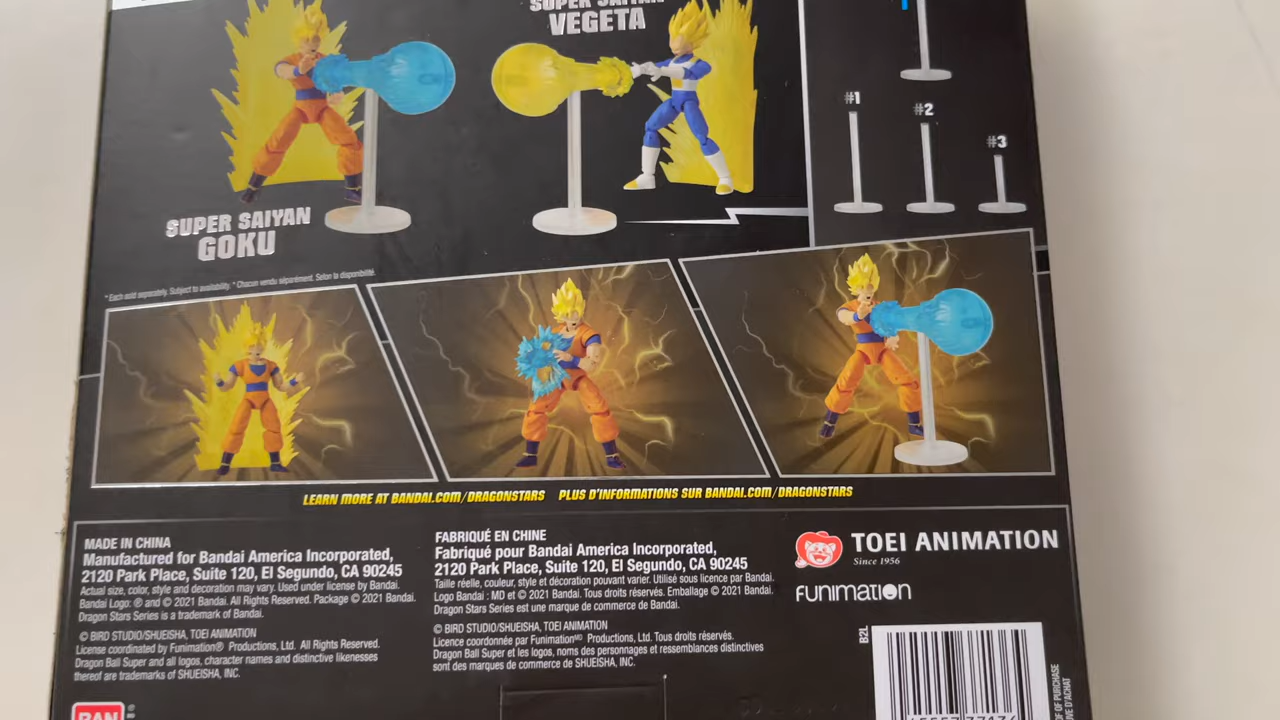 SUPER SAIYAN
VEGETA
#1
#2
#3
SUPER SAIYAN
GOKU
* Each sold separately. Subject to availability. * Chacun vendu séparément. Selon la disponibilité.
LEARN MORE AT BANDAI.COM/DRAGONSTARS PLUS D'INFORMATIONS SUR BANDAI.COM/DRAGONSTARS
MADE IN CHINA
Manufactured for Bandai America Incorporated,
2120 Park Place, Suite 120, El Segundo, CA 90245
Actual size, color, style and decoration may vary. Used under license by Bandai.
Bandai Logo: ® and © 2021 Bandai. All Rights Reserved. Package © 2021 Bandai.
Dragon Stars Series is a trademark of Bandai.
© BIRD STUDIO/SHUEISHA, TOEI ANIMATION
License coordinated by Funimation® Productions, Ltd. All Rights Reserved.
Dragon Ball Super and all logos, character names and distinctive likenesses
thereof are trademarks of SHUEISHA, INC.
FABRIQUÉ EN CHINE
Fabriqué pour Bandai America Incorporated,
2120 Park Place, Suite 120, El Segundo, CA 90245
Taille réelle, couleur, style et décoration peuvant varier. Utilisé sous licence par Bandai.
Logo Bandai : MD et © 2021 Bandai. Tous droits réservés. Emballage © 2021 Bandai.
Dragon Stars Series est une marque de commerce de Bandai.
© BIRD STUDIO/SHUEISHA, TOEI ANIMATION
Licence coordonnée par Funimationᴹᴰ Productions, Ltd. Tous droits réservés.
Dragon Ball Super et les logos, noms des personnages et ressemblances distinctives
sont des marques de commerce de SHUEISHA, INC.
TOEI ANIMATION
Since 1956
FUNIMATION
B2L
OF OF PURCHASE
IVE D'ACHAT
BAN